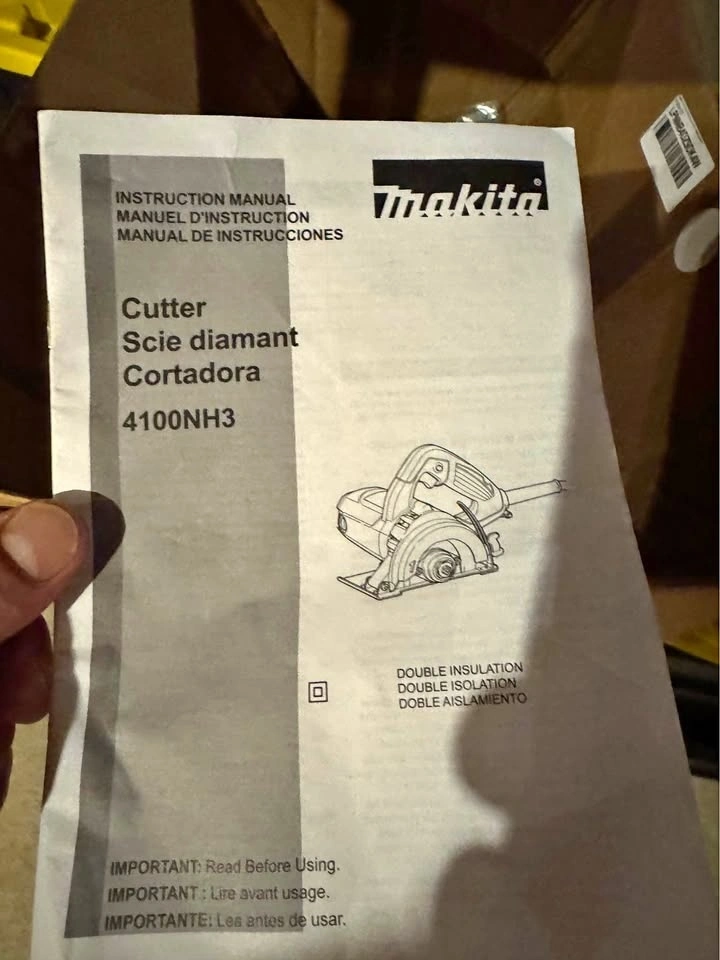 INSTRUCTION MANUAL
MANUEL D'INSTRUCTION
MANUAL DE INSTRUCCIONES
makita®
Cutter
Scie diamant
Cortadora
4100NH3
DOUBLE INSULATION
DOUBLE ISOLATION
DOBLE AISLAMIENTO
IMPORTANT: Read Before Using.
IMPORTANT : Lire avant usage.
IMPORTANTE: Lea antes de usar.